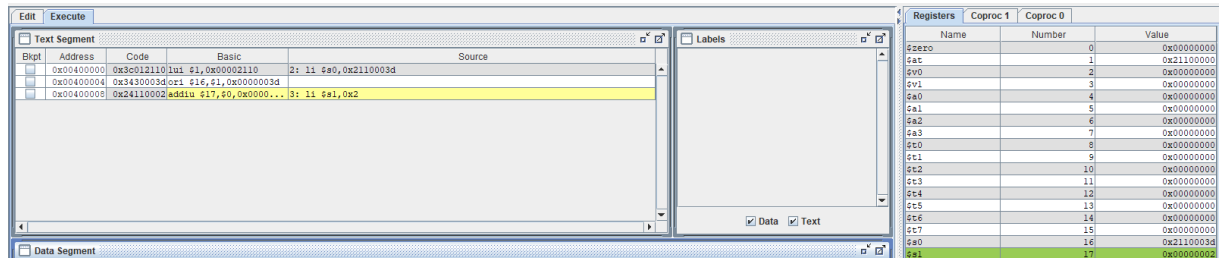 Edit Execute
Text Segment
Bkpt Address Code Basic Source
0x00400000 0x3c012110 lui $1,0x00002110 2: li $s0,0x2110003d
0x00400004 0x3430003d ori $16,$1,0x0000003d
0x00400008 0x24110002 addiu $17,$0,0x0000... 3: li $s1,0x2
Labels
Data Text
Data Segment
Registers Coproc 1 Coproc 0
Name Number Value
$zero 0 0x00000000
$at 1 0x21100000
$v0 2 0x00000000
$v1 3 0x00000000
$a0 4 0x00000000
$a1 5 0x00000000
$a2 6 0x00000000
$a3 7 0x00000000
$t0 8 0x00000000
$t1 9 0x00000000
$t2 10 0x00000000
$t3 11 0x00000000
$t4 12 0x00000000
$t5 13 0x00000000
$t6 14 0x00000000
$t7 15 0x00000000
$s0 16 0x2110003d
$s1 17 0x00000002